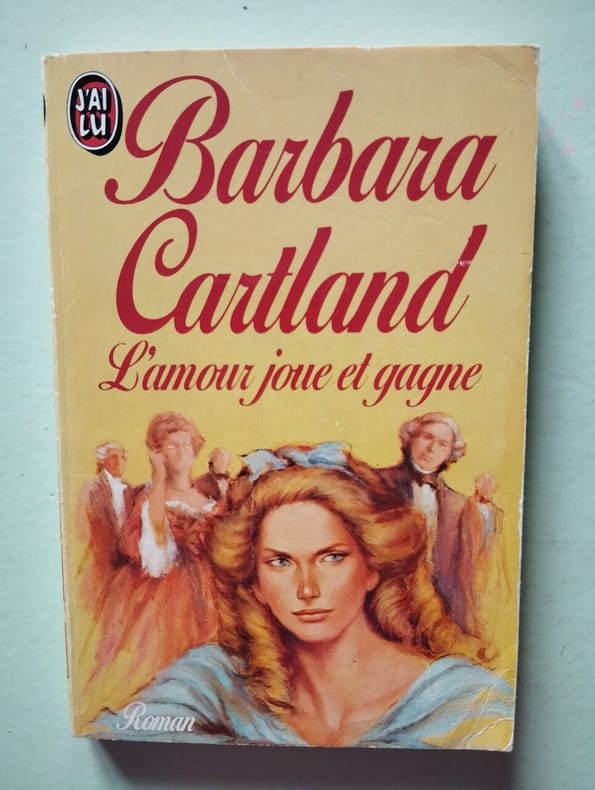 J'AI
LU
Barbara
Cartland
L'amour joue et gagne
Roman